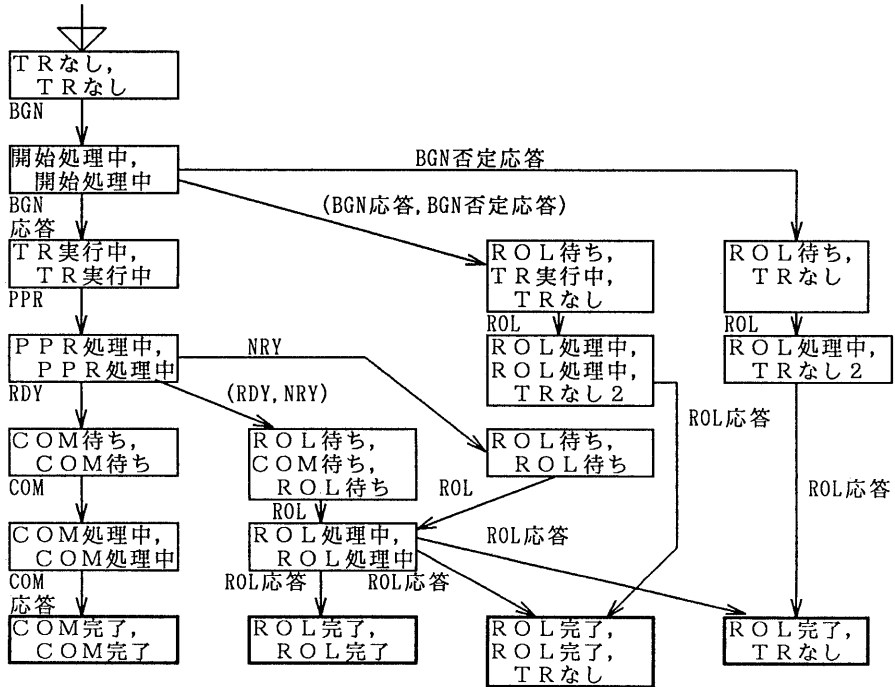 ＴＲなし,
ＴＲなし
BGN
開始処理中,
開始処理中
BGN否定応答
(BGN応答,BGN否定応答)
BGN
応答
ＴＲ実行中,
ＴＲ実行中
ＲＯＬ待ち,
ＴＲ実行中,
ＴＲなし
ＲＯＬ待ち,
ＴＲなし
PPR
ROL
ROL
ＰＰＲ処理中,
ＰＰＲ処理中
NRY
ＲＯＬ処理中,
ＲＯＬ処理中,
ＴＲなし２
ＲＯＬ処理中,
ＴＲなし２
RDY
(RDY,NRY)
ROL応答
ＣＯＭ待ち,
ＣＯＭ待ち
ＲＯＬ待ち,
ＣＯＭ待ち,
ＲＯＬ待ち
ＲＯＬ待ち,
ＲＯＬ待ち
COM
ROL
ROL
ROL応答
ＣＯＭ処理中,
ＣＯＭ処理中
ＲＯＬ処理中,
ＲＯＬ処理中
ROL応答
COM
応答
ROL応答
ROL応答
ＣＯＭ完了,
ＣＯＭ完了
ＲＯＬ完了,
ＲＯＬ完了
ＲＯＬ完了,
ＲＯＬ完了,
ＴＲなし
ＲＯＬ完了,
ＴＲなし